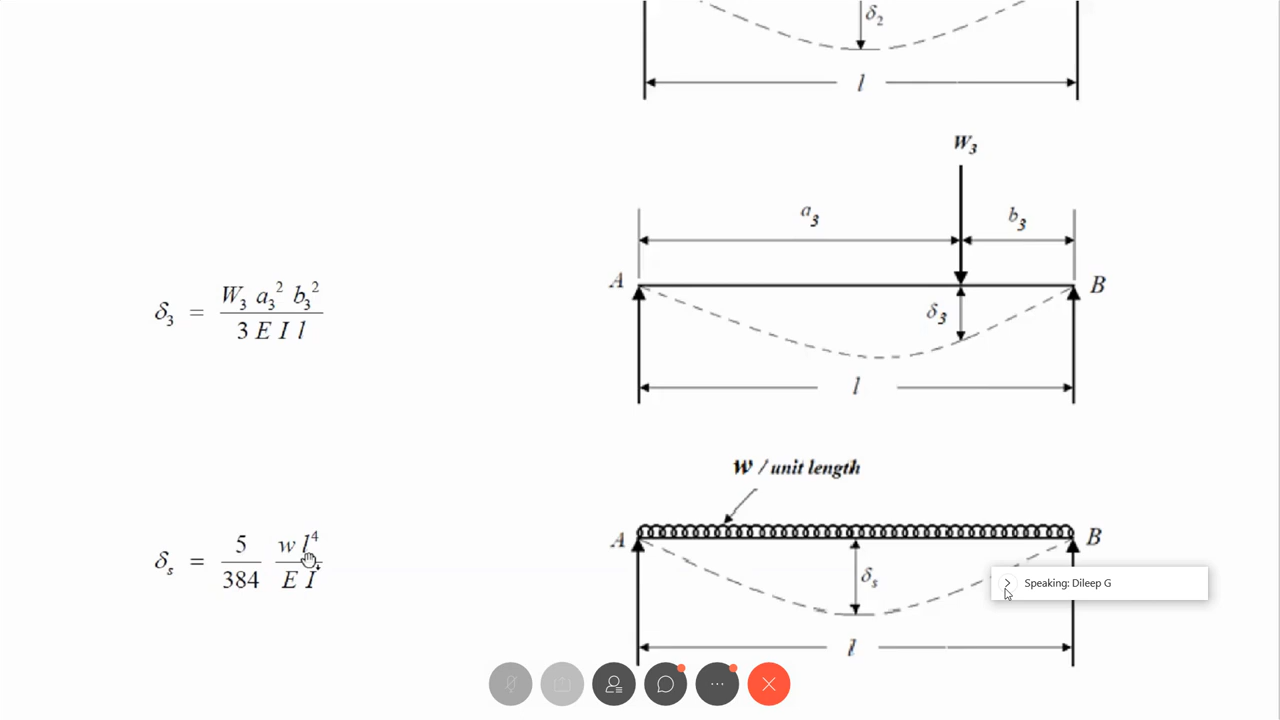 δ₂
l
W₃
a₃
b₃
A
B
δ₃ = W₃ a₃² b₃² / 3 E I l
δ₃
l
W / unit length
A
B
δₛ = 5 / 384 w l⁴ / E I
δₛ
Speaking: Dileep G
l